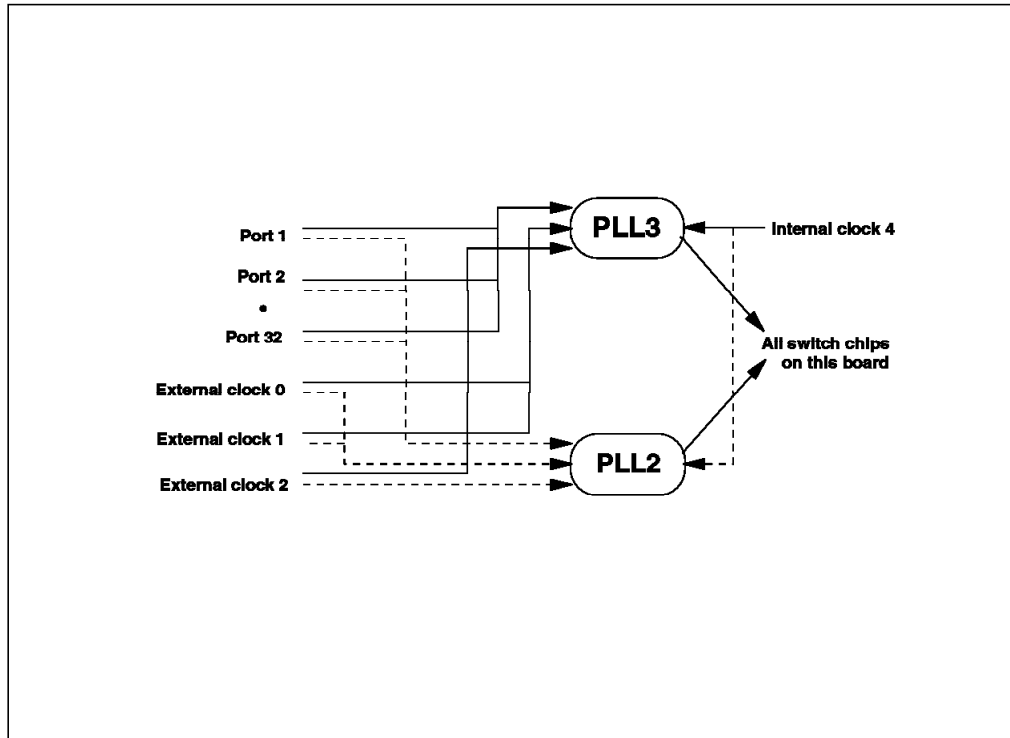 PLL3
Port 1
Internal clock 4
Port 2
Port 32
All switch chips
on this board
External clock 0
External clock 1
PLL2
External clock 2